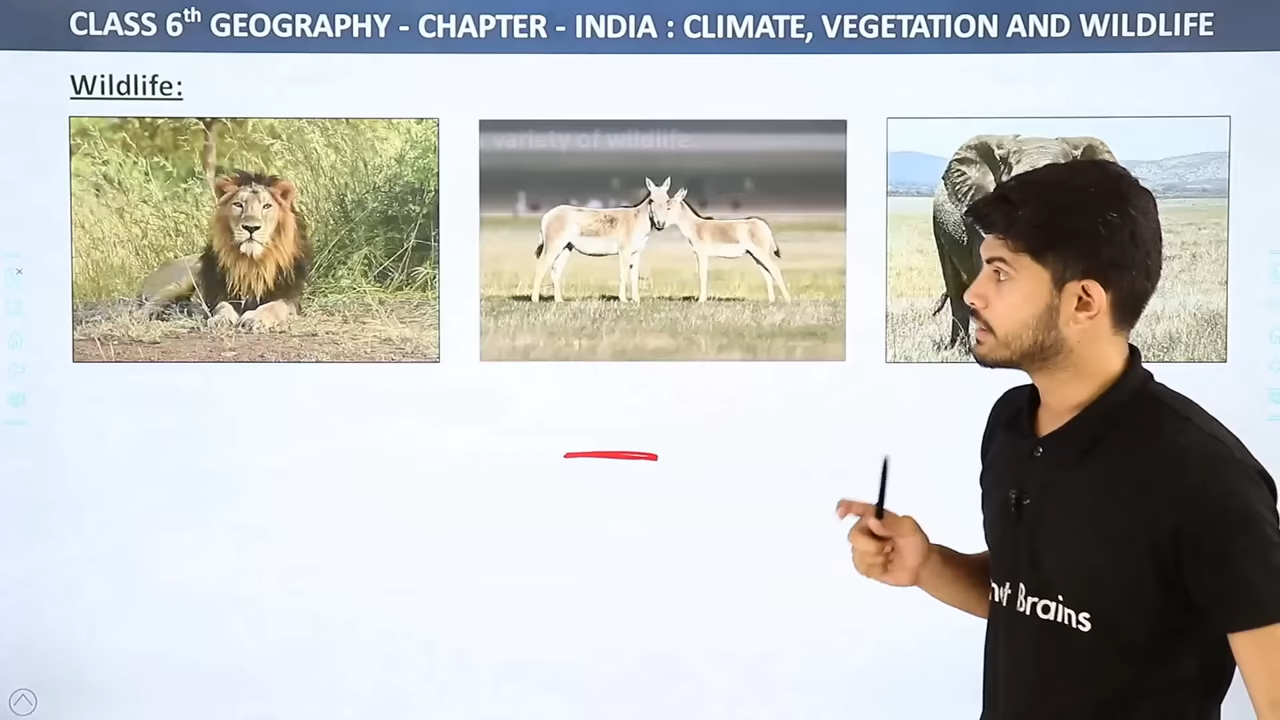 CLASS 6th GEOGRAPHY - CHAPTER - INDIA : CLIMATE, VEGETATION AND WILDLIFE
Wildlife:
variety of wildlife.
Brains